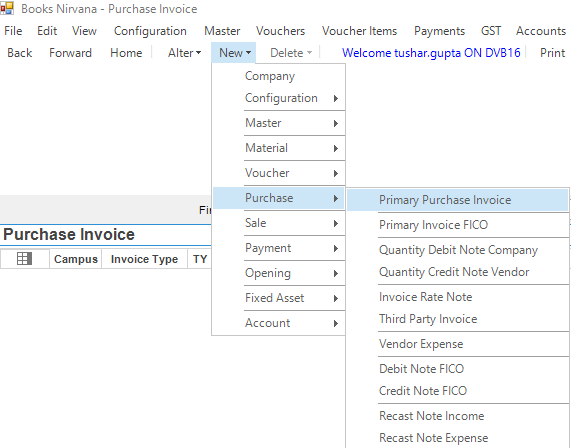 Books Nirvana - Purchase Invoice
File Edit View Configuration Master Vouchers Voucher Items Payments GST Accounts
Back Forward Home Alter New Delete Welcome tushar.gupta ON DVB16 Print
Company
Configuration
Master
Material
Voucher
Purchase
Primary Purchase Invoice
Sale
Primary Invoice FICO
Purchase Invoice
Payment
Quantity Debit Note Company
Campus Invoice Type TY
Opening
Quantity Credit Note Vendor
Fixed Asset
Invoice Rate Note
Account
Third Party Invoice
Vendor Expense
Debit Note FICO
Credit Note FICO
Recast Note Income
Recast Note Expense